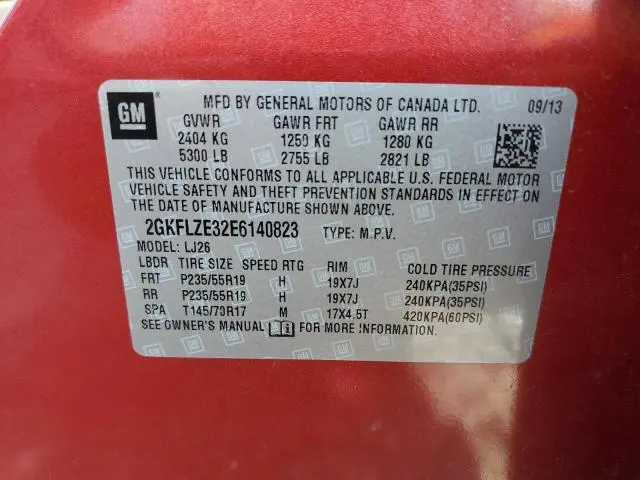 GM
MFD BY GENERAL MOTORS OF CANADA LTD. 09/13
GVWR GAWR FRT GAWR RR
2404 KG 1250 KG 1280 KG
5300 LB 2755 LB 2821 LB
THIS VEHICLE CONFORMS TO ALL APPLICABLE U.S. FEDERAL MOTOR
VEHICLE SAFETY AND THEFT PREVENTION STANDARDS IN EFFECT ON
THE DATE OF MANUFACTURE SHOWN ABOVE.
2GKFLZE32E6140823 TYPE: M.P.V.
MODEL: LJ26
LBDR TIRE SIZE SPEED RTG RIM COLD TIRE PRESSURE
FRT P235/55R19 H 19X7J 240KPA(35PSI)
RR P235/55R19 H 19X7J 240KPA(35PSI)
SPA T145/70R17 M 17X4.5T 420KPA(60PSI)
SEE OWNER'S MANUAL FOR MORE INFORMATION.